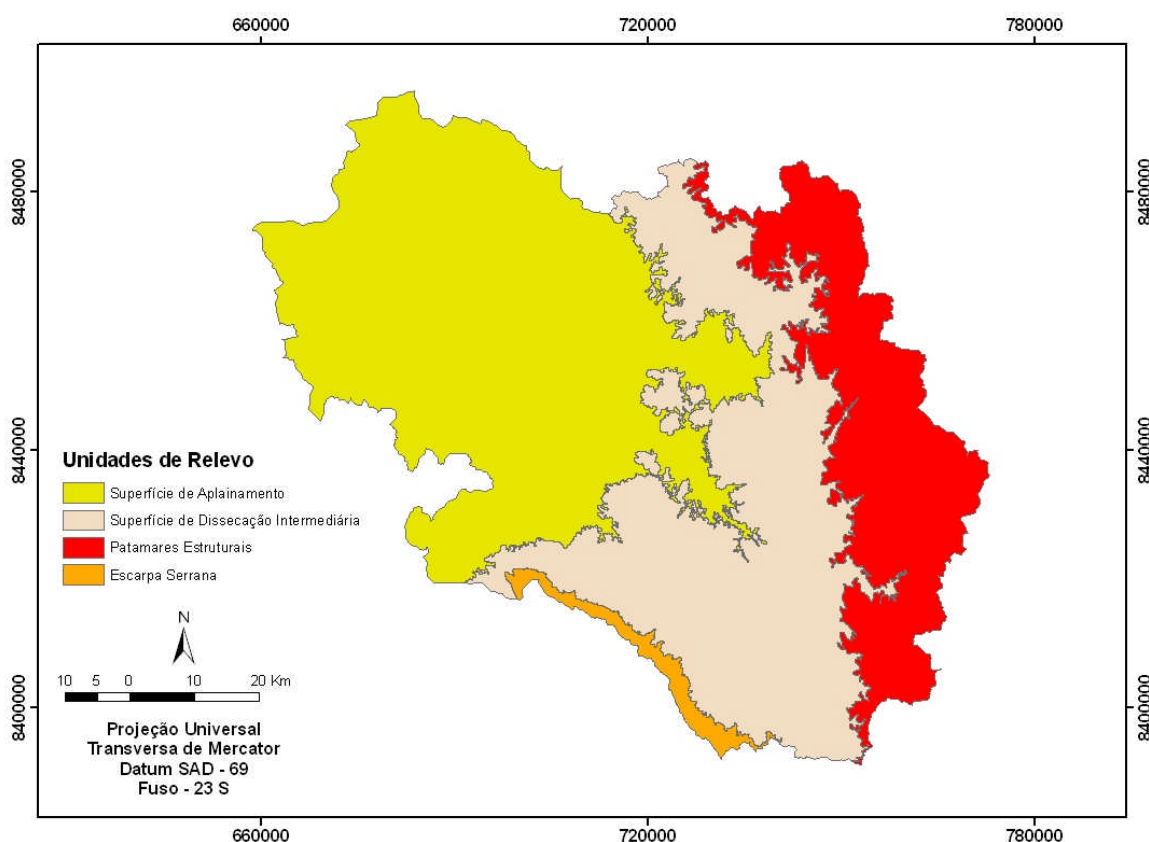 660000 720000 780000
8480000 8480000
8440000 8440000
Unidades de Relevo
Superfície de Aplainamento
Superfície de Dissecação Intermediária
Patamares Estruturais
Escarpa Serrana
N
10 5 0 10 20 Km
8400000 8400000
Projeção Universal
Transversa de Mercator
Datum SAD - 69
Fuso - 23 S
660000 720000 780000